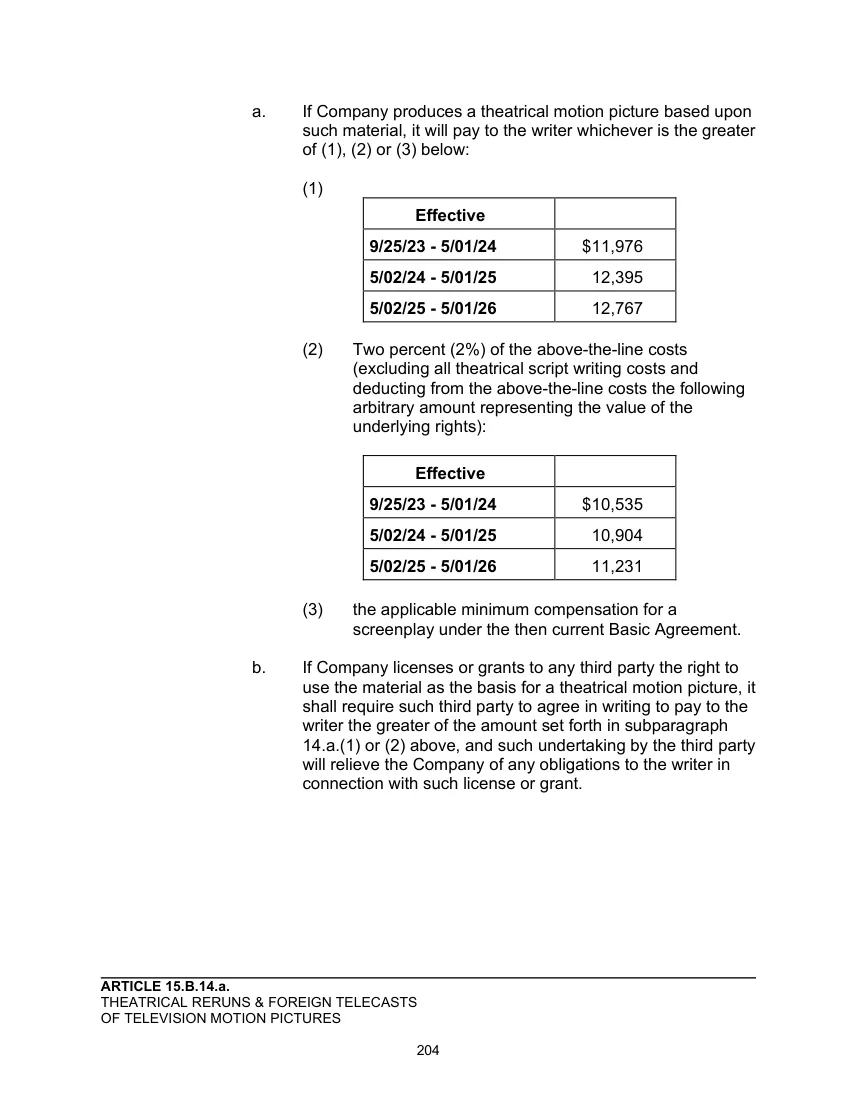 a. If Company produces a theatrical motion picture based upon
such material, it will pay to the writer whichever is the greater
of (1), (2) or (3) below:
(1)
Effective
9/25/23 - 5/01/24 $11,976
5/02/24 - 5/01/25 12,395
5/02/25 - 5/01/26 12,767
(2) Two percent (2%) of the above-the-line costs
(excluding all theatrical script writing costs and
deducting from the above-the-line costs the following
arbitrary amount representing the value of the
underlying rights):
Effective
9/25/23 - 5/01/24 $10,535
5/02/24 - 5/01/25 10,904
5/02/25 - 5/01/26 11,231
(3) the applicable minimum compensation for a
screenplay under the then current Basic Agreement.
b. If Company licenses or grants to any third party the right to
use the material as the basis for a theatrical motion picture, it
shall require such third party to agree in writing to pay to the
writer the greater of the amount set forth in subparagraph
14.a.(1) or (2) above, and such undertaking by the third party
will relieve the Company of any obligations to the writer in
connection with such license or grant.
ARTICLE 15.B.14.a.
THEATRICAL RERUNS & FOREIGN TELECASTS
OF TELEVISION MOTION PICTURES
204